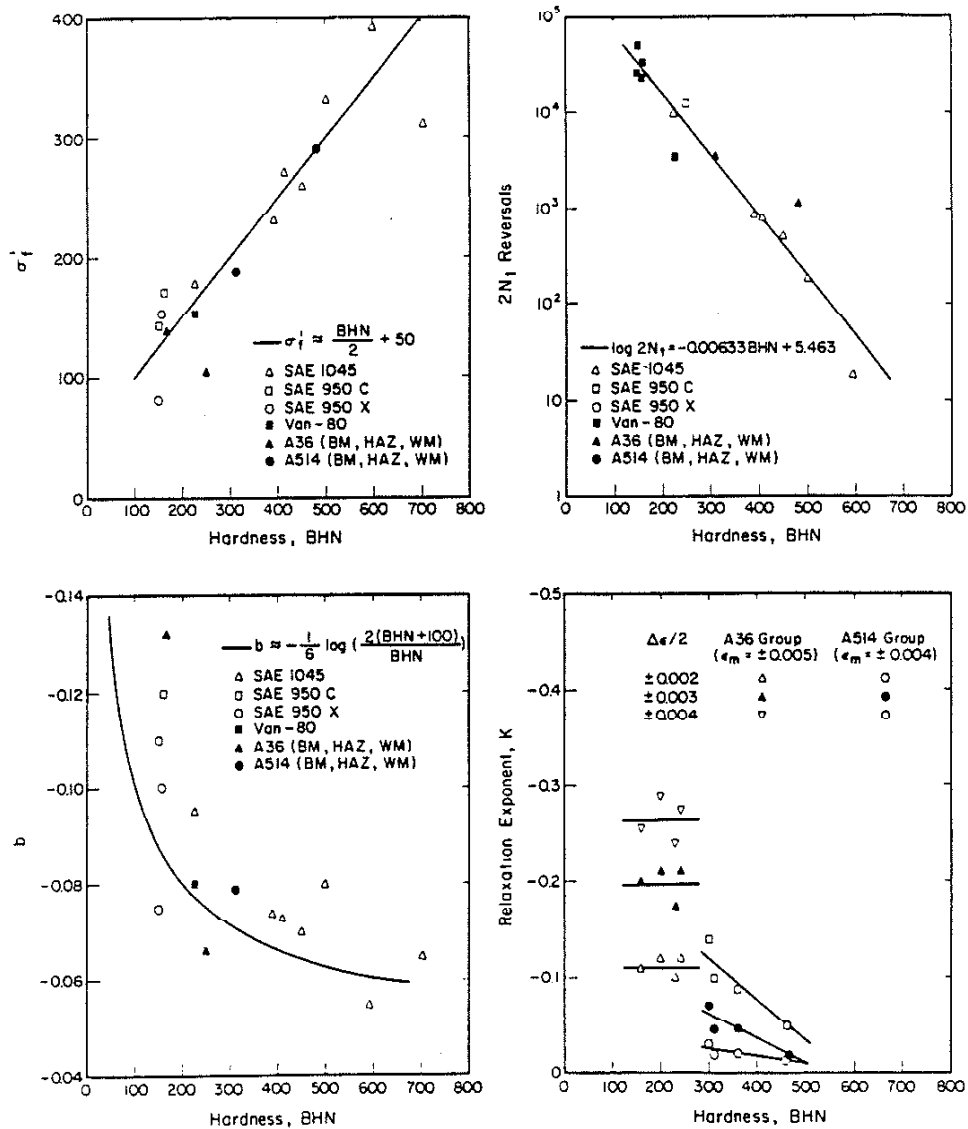 400
300
200
100
0
σ'f
σ'f ≈ BHN/2 + 50
SAE 1045
SAE 950 C
SAE 950 X
Van-80
A36 (BM, HAZ, WM)
A514 (BM, HAZ, WM)
0 100 200 300 400 500 600 700 800
Hardness, BHN
10^5
10^4
10^3
10^2
10
1
2Nt Reversals
log 2Nt = -0.00633BHN + 5.463
SAE-1045
SAE 950 C
SAE 950 X
Van-80
A36 (BM, HAZ, WM)
A514 (BM, HAZ, WM)
0 100 200 300 400 500 600 700 800
Hardness, BHN
-0.14
-0.12
-0.10
-0.08
-0.06
-0.04
b
b ≈ -1/6 log (2(BHN+100)/BHN)
SAE 1045
SAE 950 C
SAE 950 X
Van-80
A36 (BM, HAZ, WM)
A514 (BM, HAZ, WM)
0 100 200 300 400 500 600 700 800
Hardness, BHN
-0.5
-0.4
-0.3
-0.2
-0.1
0
Relaxation Exponent, K
Δϵ/2 A36 Group A514 Group
(ϵm = ±0.005) (ϵm = ±0.004)
±0.002
±0.003
±0.004
0 100 200 300 400 500 600 700 800
Hardness, BHN